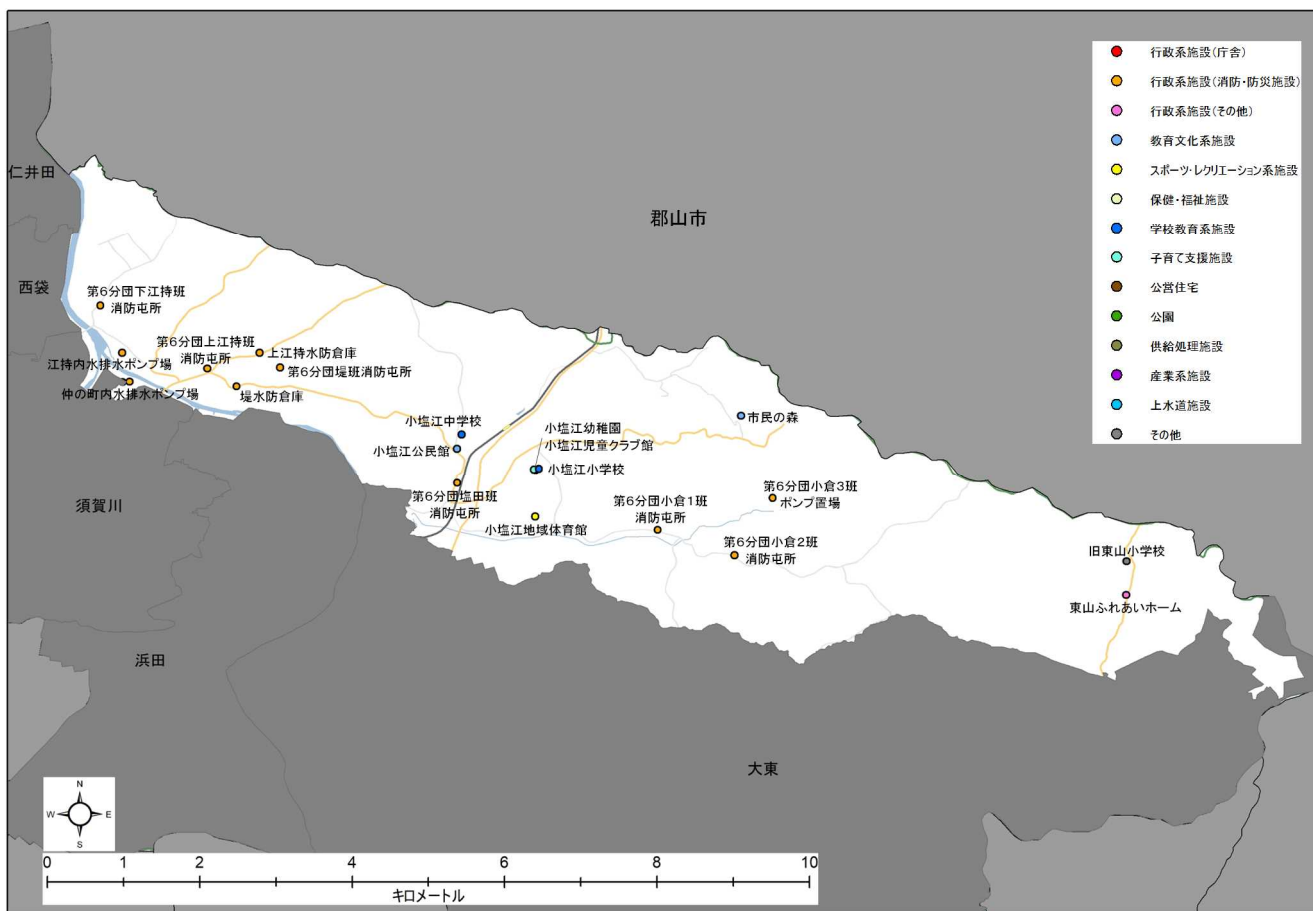 行政系施設(庁舎)
行政系施設(消防・防災施設)
行政系施設(その他)
教育文化系施設
スポーツ・レクリエーション系施設
保健・福祉施設
学校教育系施設
子育て支援施設
公営住宅
公園
供給処理施設
産業系施設
上水道施設
その他
仁井田
郡山市
西袋
第6分団下江持班
消防屯所
江持内水排水ポンプ場
仲の町内水排水ポンプ場
第6分団上江持班
消防屯所
上江持水防倉庫
第6分団堤班消防屯所
堤水防倉庫
小塩江中学校
小塩江公民館
第6分団塩田班
消防屯所
小塩江幼稚園
小塩江児童クラブ館
小塩江小学校
小塩江地域体育館
市民の森
第6分団小倉1班
消防屯所
第6分団小倉3班
ポンプ置場
第6分団小倉2班
消防屯所
旧東山小学校
東山ふれあいホーム
須賀川
浜田
大東
N
W
E
S
0
1
2
4
6
8
10
キロメートル